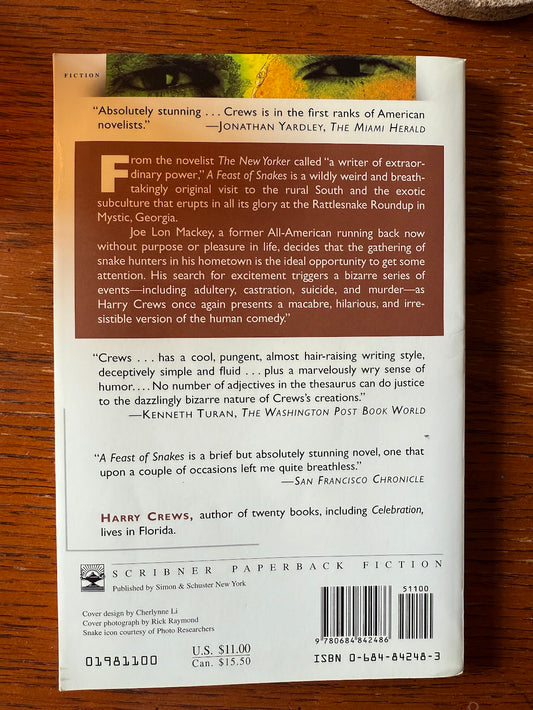 FICTION
“Absolutely stunning . . . Crews is in the first ranks of American
novelists.” —JONATHAN YARDLEY, THE MIAMI HERALD
From the novelist The New Yorker called “a writer of extraor-
dinary power,” A Feast of Snakes is a wildly weird and breath-
takingly original visit to the rural South and the exotic
subculture that erupts in all its glory at the Rattlesnake Roundup in
Mystic, Georgia.
Joe Lon Mackey, a former All-American running back now
without purpose or pleasure in life, decides that the gathering of
snake hunters in his hometown is the ideal opportunity to get some
attention. His search for excitement triggers a bizarre series of
events—including adultery, castration, suicide, and murder—as
Harry Crews once again presents a macabre, hilarious, and irre-
sistible version of the human comedy.”
“Crews . . . has a cool, pungent, almost hair-raising writing style,
deceptively simple and fluid . . . plus a marvelously wry sense of
humor. . . . No number of adjectives in the thesaurus can do justice
to the dazzlingly bizarre nature of Crews’s creations.”
—KENNETH TURAN, THE WASHINGTON POST BOOK WORLD
“A Feast of Snakes is a brief but absolutely stunning novel, one that
upon a couple of occasions left me quite breathless.”
—SAN FRANCISCO CHRONICLE
HARRY CREWS, author of twenty books, including Celebration,
lives in Florida.
SCRIBNER PAPERBACK FICTION
Published by Simon & Schuster New York
Cover design by Cherlynne Li
Cover photograph by Rick Raymond
Snake icon courtesy of Photo Researchers
01981100
U.S. $11.00
Can. $15.50
51100
9 780684 842486
ISBN 0-684-84248-3